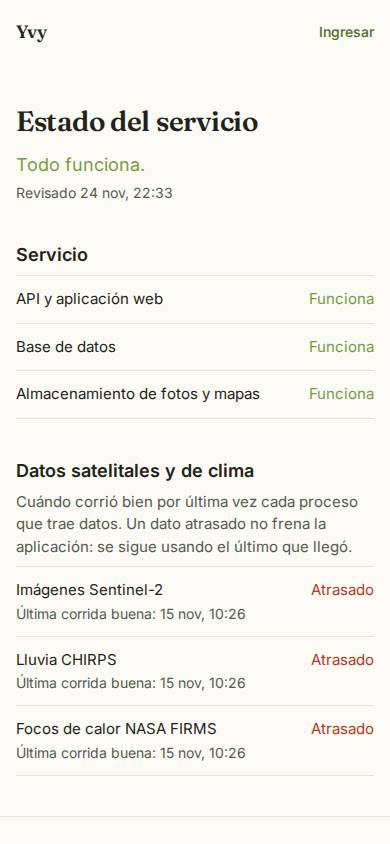 Yvy
Ingresar
Estado del servicio
Todo funciona.
Revisado 24 nov, 22:33
Servicio
API y aplicación web
Funciona
Base de datos
Funciona
Almacenamiento de fotos y mapas
Funciona
Datos satelitales y de clima
Cuándo corrió bien por última vez cada proceso
que trae datos. Un dato atrasado no frena la
aplicación: se sigue usando el último que llegó.
Imágenes Sentinel-2
Atrasado
Última corrida buena: 15 nov, 10:26
Lluvia CHIRPS
Atrasado
Última corrida buena: 15 nov, 10:26
Focos de calor NASA FIRMS
Atrasado
Última corrida buena: 15 nov, 10:26